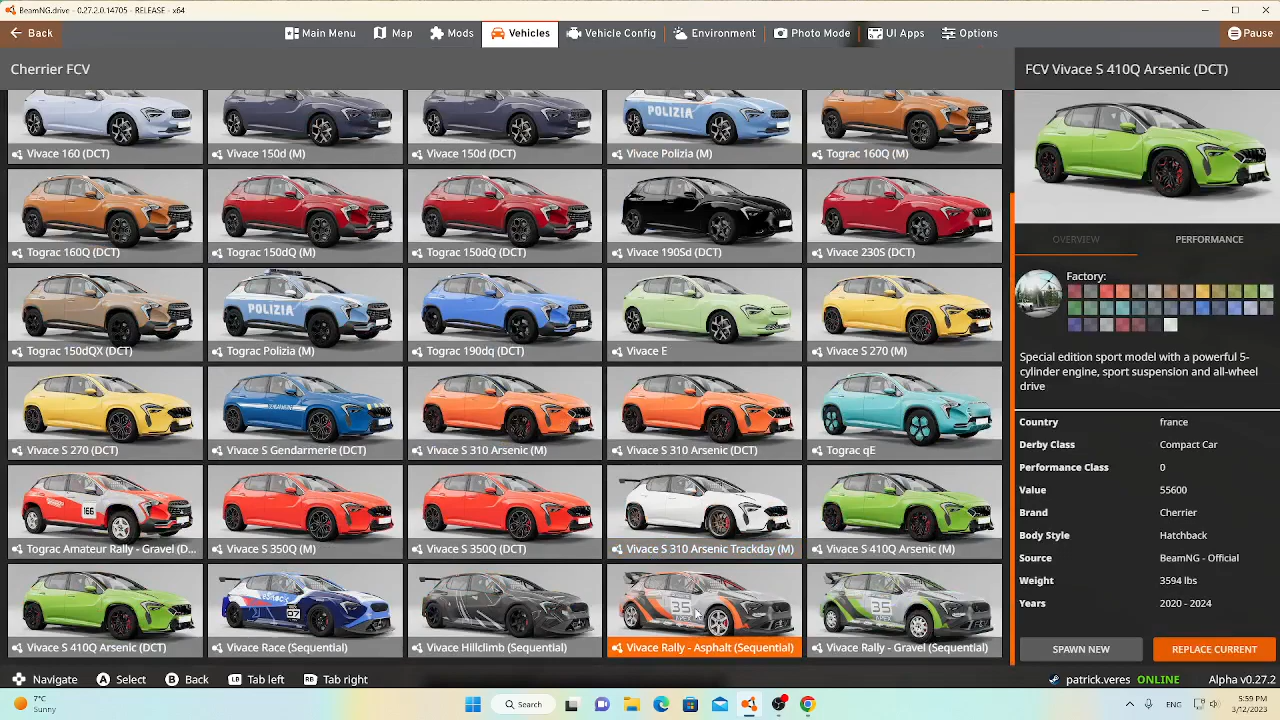 BeamNG.drive - 0.27.2.0.14705 - RELEASE - x64
Back
Main Menu
Map
Mods
Vehicles
Vehicle Config
Environment
Photo Mode
UI Apps
Options
Pause
Cherrier FCV
FCV Vivace S 410Q Arsenic (DCT)
POLIZIA
Vivace 160 (DCT)
Vivace 150d (M)
Vivace 150d (DCT)
Vivace Polizia (M)
Tograc 160Q (M)
Tograc 160Q (DCT)
Tograc 150dQ (M)
Tograc 150dQ (DCT)
Vivace 190Sd (DCT)
Vivace 230S (DCT)
POLIZIA
Tograc 150dQX (DCT)
Tograc Polizia (M)
Tograc 190dq (DCT)
Vivace E
Vivace S 270 (M)
Vivace S 270 (DCT)
Vivace S Gendarmerie (DCT)
Vivace S 310 Arsenic (M)
Vivace S 310 Arsenic (DCT)
Tograc qE
166
Tograc Amateur Rally - Gravel (D...
Vivace S 350Q (M)
Vivace S 350Q (DCT)
Vivace S 310 Arsenic Trackday (M)
Vivace S 410Q Arsenic (M)
35
35
Vivace S 410Q Arsenic (DCT)
Vivace Race (Sequential)
Vivace Hillclimb (Sequential)
Vivace Rally - Asphalt (Sequential)
Vivace Rally - Gravel (Sequential)
OVERVIEW
PERFORMANCE
Factory:
Special edition sport model with a powerful 5-
cylinder engine, sport suspension and all-wheel
drive
Country france
Derby Class Compact Car
Performance Class 0
Value 55600
Brand Cherrier
Body Style Hatchback
Source BeamNG - Official
Weight 3594 lbs
Years 2020 - 2024
SPAWN NEW
REPLACE CURRENT
Navigate
A Select
B Back
LB Tab left
RB Tab right
patrick.veres ONLINE
Alpha v0.27.2
7°C
Sunny
Search
ENG
5:59 PM
3/12/2023